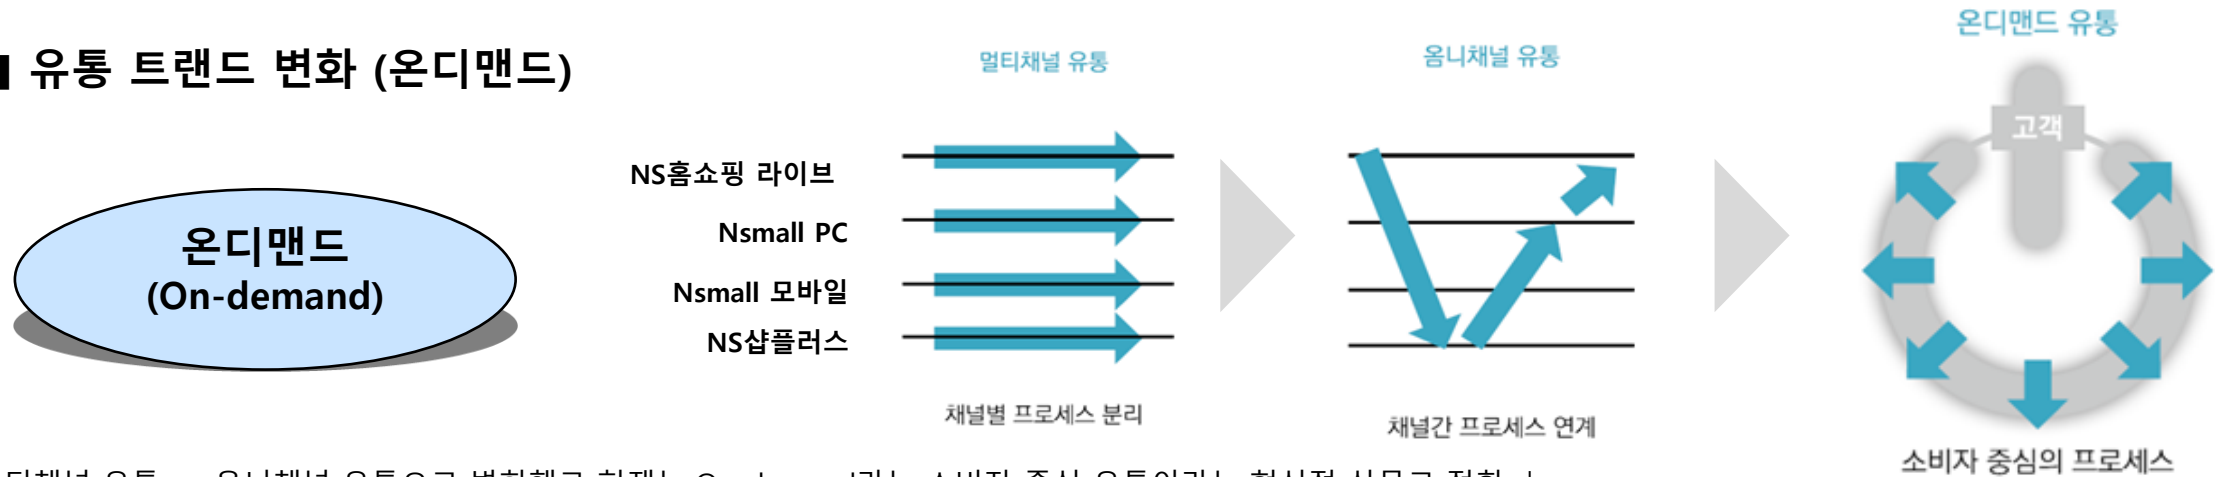 유통 트랜드 변화 (온디맨드)
온디맨드
(On-demand)
멀티채널 유통
NS홈쇼핑 라이브
Nsmall PC
Nsmall 모바일
NS샵플러스
채널별 프로세스 분리
옴니채널 유통
채널간 프로세스 연계
온디맨드 유통
고객
소비자 중심의 프로세스